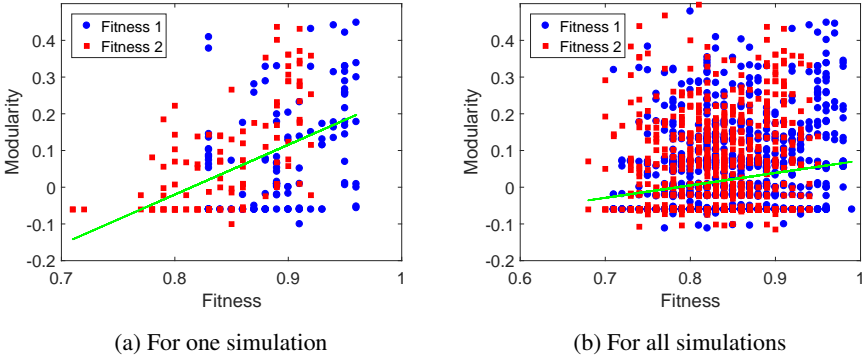 Fitness 1
Fitness 2
0.4
0.3
0.2
0.1
0
-0.1
-0.2
Modularity
0.7 0.8 0.9 1
Fitness
(a) For one simulation
Fitness 1
Fitness 2
0.4
0.3
0.2
0.1
0
-0.1
-0.2
Modularity
0.6 0.7 0.8 0.9 1
Fitness
(b) For all simulations